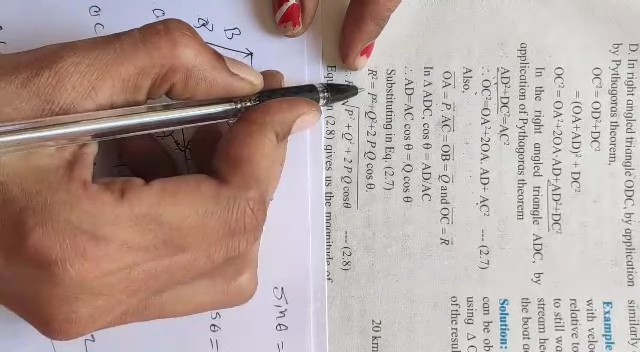 D. In right angled triangle ODC, by application
by Pythagoras theorem,
OC² = OD²+DC²
= (OA+AD)² + DC²
OC² = OA²+2OA.AD+AD²+DC²
In the right angled triangle ADC, by
application of Pythagoras theorem
AD²+DC²=AC²
∴ OC²=OA²+2OA. AD+ AC² --- (2.7)
Also,
OA = P, AC = OB = Q and OC = R
In Δ ADC, cos θ = AD/AC
∴ AD=AC cos θ = Q cos θ
Substituting in Eq. (2.7)
R² = P²+Q²+2 P Q cos θ.
P² + Q² + 2 P Q cosθ --- (2.8)
(2.8) gives us the magnitude of
similarly
Example
with velo
relative to
to still wa
stream he
the boat ac
Solution:
can be ob
using Δ O
of the resul
20 km
B
sinθ =